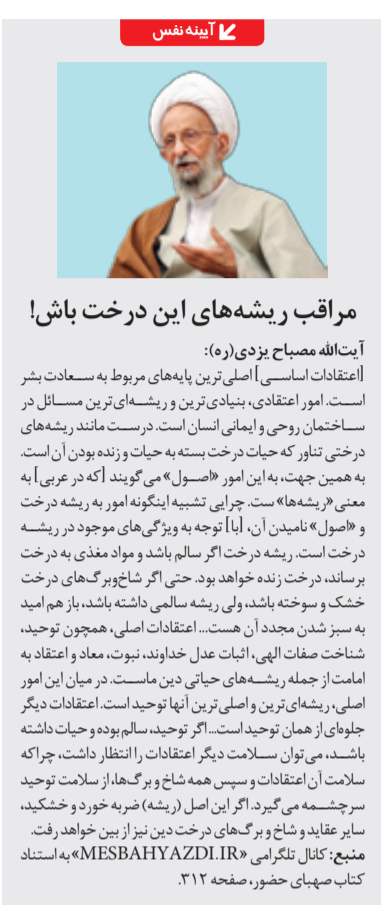 آیینه نفس
مراقب ریشه‌های این درخت باش!
آیت‌الله مصباح یزدی(ره):
[اعتقادات اساسی] اصلی‌ترین پایه‌های مربوط به سعادت بشر
است. امور اعتقادی، بنیادی‌ترین و ریشه‌ای‌ترین مسائل در
ساختمان روحی و ایمانی انسان است. درست مانند ریشه‌های
درختی تناور که حیات درخت بسته به حیات و زنده بودن آن است.
به همین جهت، به این امور «اصول» می‌گویند [که در عربی] به
معنی «ریشه‌ها» ست. چرایی تشبیه اینگونه امور به ریشه درخت
و «اصول» نامیدن آن، [با] توجه به ویژگی‌های موجود در ریشه
درخت است. ریشه درخت اگر سالم باشد و مواد مغذی به درخت
برساند، درخت زنده خواهد بود. حتی اگر شاخ‌وبرگ‌های درخت
خشک و سوخته باشد، ولی ریشه سالمی داشته باشد، باز هم امید
به سبز شدن مجدد آن هست... اعتقادات اصلی، همچون توحید،
شناخت صفات الهی، اثبات عدل خداوند، نبوت، معاد و اعتقاد به
امامت از جمله ریشه‌های حیاتی دین ماست. در میان این امور
اصلی، ریشه‌ای‌ترین و اصلی‌ترین آنها توحید است. اعتقادات دیگر
جلوه‌ای از همان توحید است... اگر توحید، سالم بوده و حیات داشته
باشد، می‌توان سلامت دیگر اعتقادات را انتظار داشت، چراکه
سلامت آن اعتقادات و سپس همه شاخ و برگ‌ها، از سلامت توحید
سرچشمه می‌گیرد. اگر این اصل (ریشه) ضربه خورد و خشکید،
سایر عقاید و شاخ و برگ‌های درخت دین نیز از بین خواهد رفت.
منبع: کانال تلگرامی «MESBAHYAZDI.IR» به استناد
کتاب صهبای حضور، صفحه ۳۱۲.